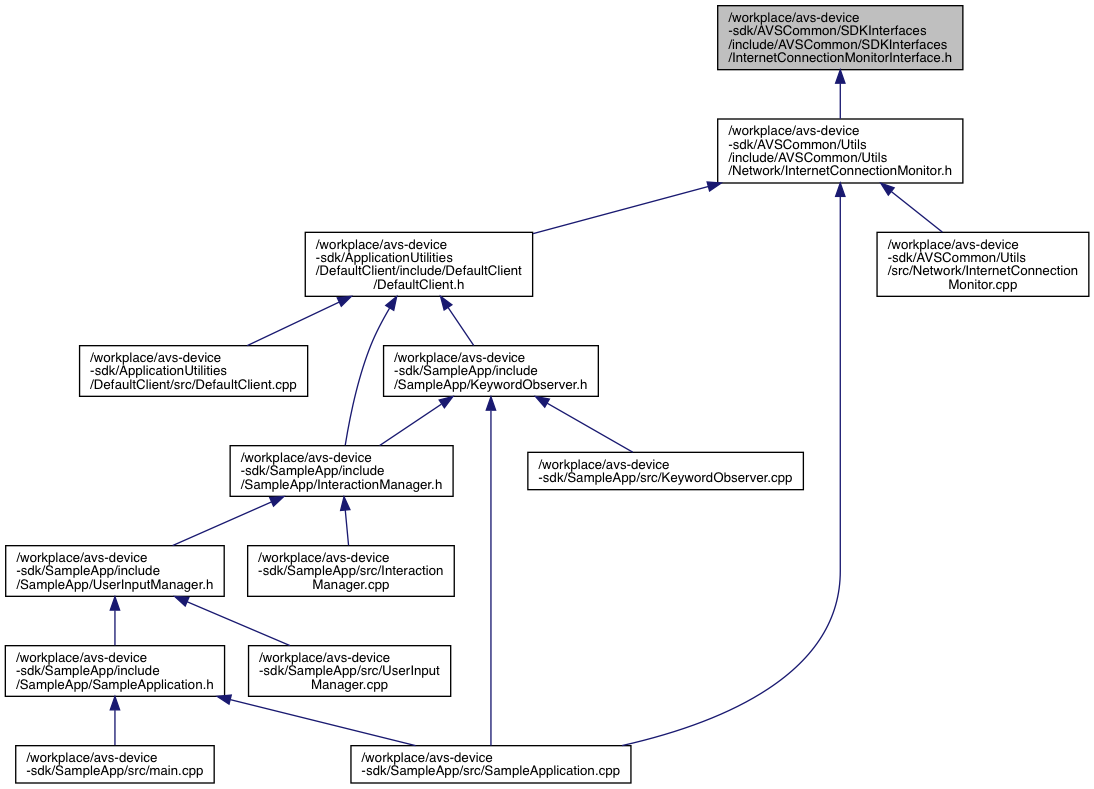 /workplace/avs-device
-sdk/AVSCommon/SDKInterfaces
/include/AVSCommon/SDKInterfaces
/InternetConnectionMonitorInterface.h
/workplace/avs-device
-sdk/AVSCommon/Utils
/include/AVSCommon/Utils
/Network/InternetConnectionMonitor.h
/workplace/avs-device
-sdk/ApplicationUtilities
/DefaultClient/include/DefaultClient
/DefaultClient.h
/workplace/avs-device
-sdk/AVSCommon/Utils
/src/Network/InternetConnection
Monitor.cpp
/workplace/avs-device
-sdk/ApplicationUtilities
/DefaultClient/src/DefaultClient.cpp
/workplace/avs-device
-sdk/SampleApp/include
/SampleApp/KeywordObserver.h
/workplace/avs-device
-sdk/SampleApp/include
/SampleApp/InteractionManager.h
/workplace/avs-device
-sdk/SampleApp/src/KeywordObserver.cpp
/workplace/avs-device
-sdk/SampleApp/include
/SampleApp/UserInputManager.h
/workplace/avs-device
-sdk/SampleApp/src/Interaction
Manager.cpp
/workplace/avs-device
-sdk/SampleApp/include
/SampleApp/SampleApplication.h
/workplace/avs-device
-sdk/SampleApp/src/UserInput
Manager.cpp
/workplace/avs-device
-sdk/SampleApp/src/main.cpp
/workplace/avs-device
-sdk/SampleApp/src/SampleApplication.cpp